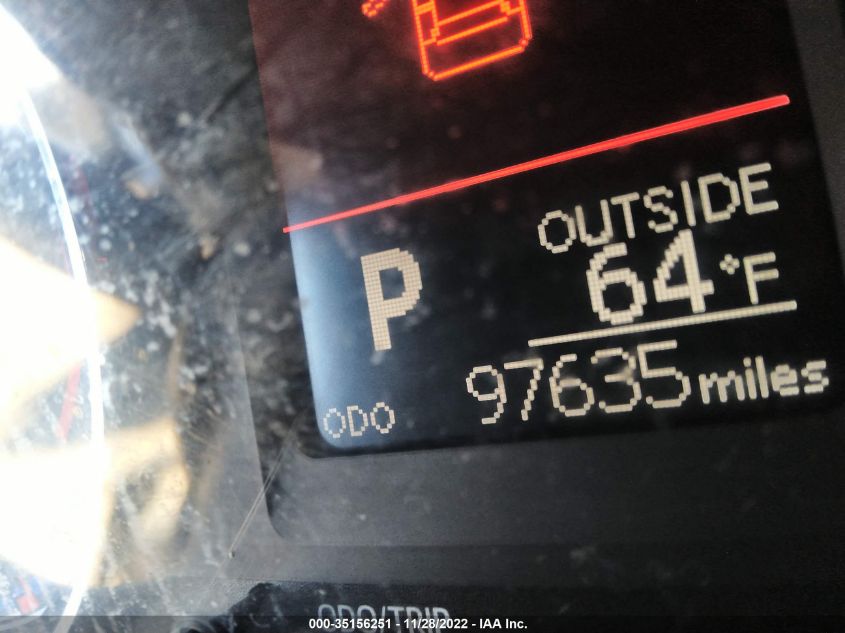 OUTSIDE
P 64°F
ODO 97635 miles
ODO/TRIP
000-35156251 - 11/28/2022 - IAA Inc.